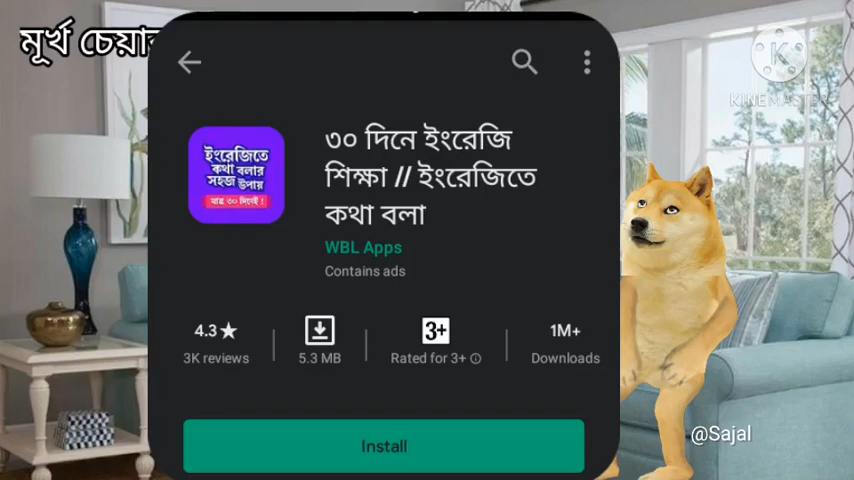 মূর্খ চেয়ার
KINEMASTER
৩০ দিনে ইংরেজি
শিক্ষা // ইংরেজিতে
কথা বলা
ইংরেজিতে
কথা বলার
সহজ উপায়
মাত্র ৩০ দিনেই !
WBL Apps
Contains ads
4.3★
3+
1M+
3K reviews
5.3 MB
Rated for 3+
Downloads
Install
@Sajal